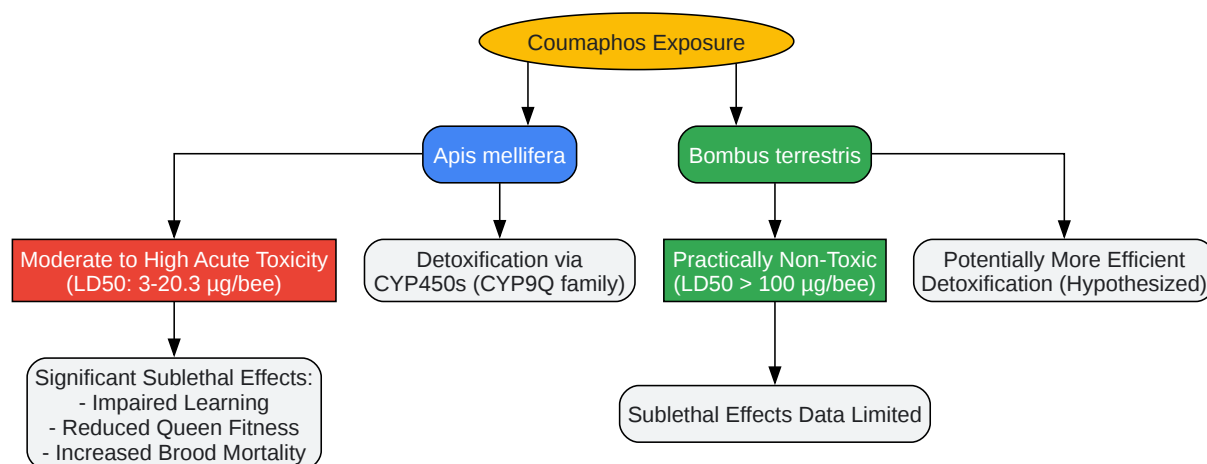 Coumaphos Exposure
Apis mellifera
Bombus terrestris
Moderate to High Acute Toxicity
(LD50: 3-20.3 µg/bee)
Detoxification via
CYP450s (CYP9Q family)
Practically Non-Toxic
(LD50 > 100 µg/bee)
Potentially More Efficient
Detoxification (Hypothesized)
Significant Sublethal Effects:
- Impaired Learning
- Reduced Queen Fitness
- Increased Brood Mortality
Sublethal Effects Data Limited